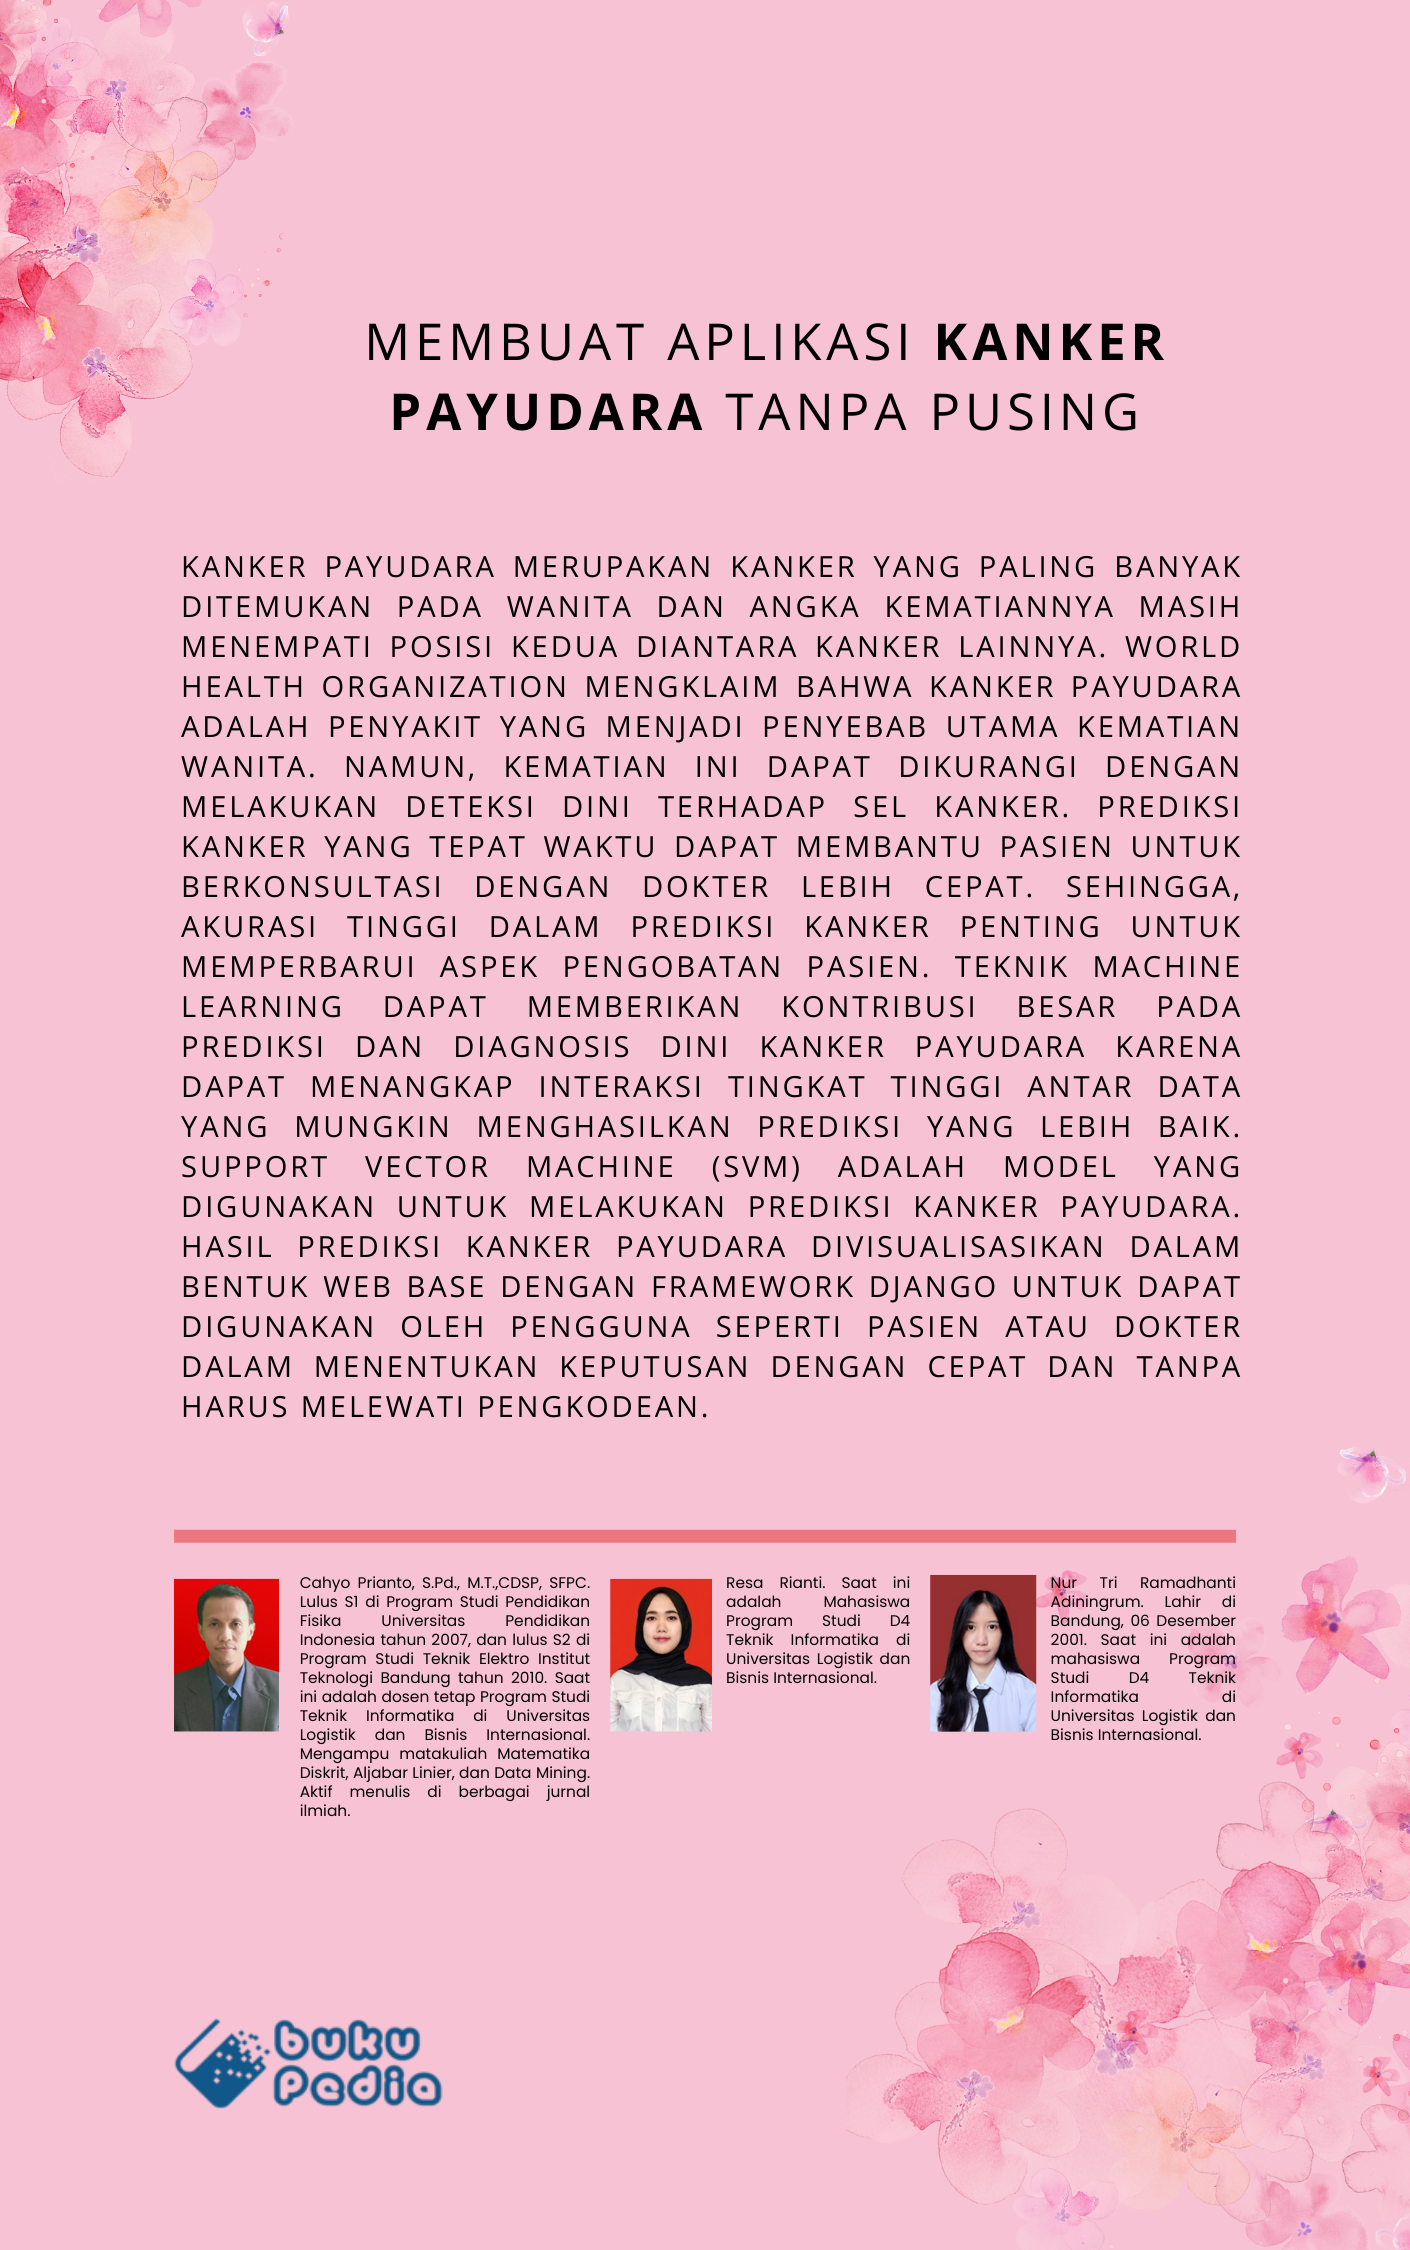 MEMBUAT APLIKASI KANKER
PAYUDARA TANPA PUSING
KANKER PAYUDARA MERUPAKAN KANKER YANG PALING BANYAK
DITEMUKAN PADA WANITA DAN ANGKA KEMATIANNYA MASIH
MENEMPATI POSISI KEDUA DIANTARA KANKER LAINNYA. WORLD
HEALTH ORGANIZATION MENGKLAIM BAHWA KANKER PAYUDARA
ADALAH PENYAKIT YANG MENJADI PENYEBAB UTAMA KEMATIAN
WANITA. NAMUN, KEMATIAN INI DAPAT DIKURANGI DENGAN
MELAKUKAN DETEKSI DINI TERHADAP SEL KANKER. PREDIKSI
KANKER YANG TEPAT WAKTU DAPAT MEMBANTU PASIEN UNTUK
BERKONSULTASI DENGAN DOKTER LEBIH CEPAT. SEHINGGA,
AKURASI TINGGI DALAM PREDIKSI KANKER PENTING UNTUK
MEMPERBARUI ASPEK PENGOBATAN PASIEN. TEKNIK MACHINE
LEARNING DAPAT MEMBERIKAN KONTRIBUSI BESAR PADA
PREDIKSI DAN DIAGNOSIS DINI KANKER PAYUDARA KARENA
DAPAT MENANGKAP INTERAKSI TINGKAT TINGGI ANTAR DATA
YANG MUNGKIN MENGHASILKAN PREDIKSI YANG LEBIH BAIK.
SUPPORT VECTOR MACHINE (SVM) ADALAH MODEL YANG
DIGUNAKAN UNTUK MELAKUKAN PREDIKSI KANKER PAYUDARA.
HASIL PREDIKSI KANKER PAYUDARA DIVISUALISASIKAN DALAM
BENTUK WEB BASE DENGAN FRAMEWORK DJANGO UNTUK DAPAT
DIGUNAKAN OLEH PENGGUNA SEPERTI PASIEN ATAU DOKTER
DALAM MENENTUKAN KEPUTUSAN DENGAN CEPAT DAN TANPA
HARUS MELEWATI PENGKODEAN.
Cahyo Prianto, S.Pd., M.T.,CDSP, SFPC.
Lulus S1 di Program Studi Pendidikan
Fisika Universitas Pendidikan
Indonesia tahun 2007, dan lulus S2 di
Program Studi Teknik Elektro Institut
Teknologi Bandung tahun 2010. Saat
ini adalah dosen tetap Program Studi
Teknik Informatika di Universitas
Logistik dan Bisnis Internasional.
Mengampu matakuliah Matematika
Diskrit, Aljabar Linier, dan Data Mining.
Aktif menulis di berbagai jurnal
ilmiah.
Resa Rianti. Saat ini
adalah Mahasiswa
Program Studi D4
Teknik Informatika di
Universitas Logistik dan
Bisnis Internasional.
Nur Tri Ramadhanti
Adiningrum. Lahir di
Bandung, 06 Desember
2001. Saat ini adalah
mahasiswa Program
Studi D4 Teknik
Informatika di
Universitas Logistik dan
Bisnis Internasional.
buku
Pedia